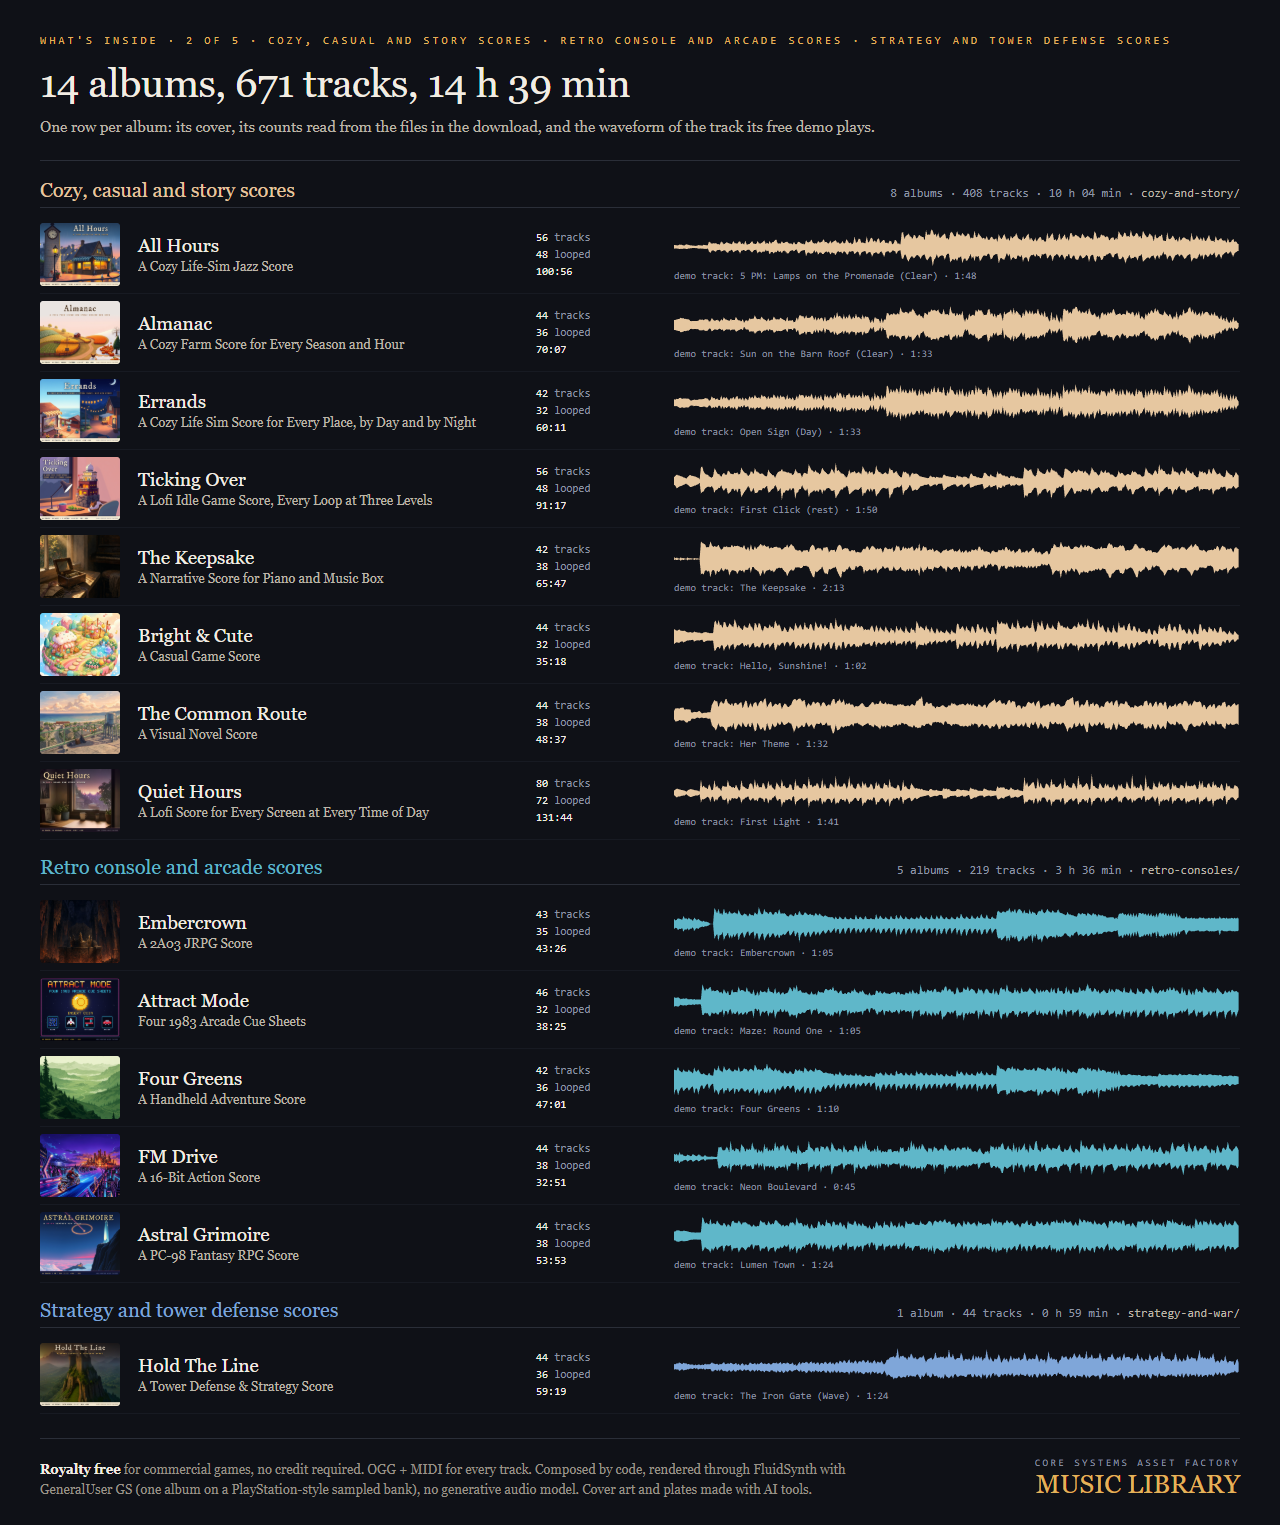 WHAT'S INSIDE · 2 OF 5 · COZY, CASUAL AND STORY SCORES · RETRO CONSOLE AND ARCADE SCORES · STRATEGY AND TOWER DEFENSE SCORES
14 albums, 671 tracks, 14 h 39 min
One row per album: its cover, its counts read from the files in the download, and the waveform of the track its free demo plays.
Cozy, casual and story scores
8 albums · 408 tracks · 10 h 04 min · cozy-and-story/
All Hours
All Hours
A Cozy Life-Sim Jazz Score
56 tracks
48 looped
100:56
demo track: 5 PM: Lamps on the Promenade (Clear) · 1:48
Almanac
Almanac
A Cozy Farm Score for Every Season and Hour
44 tracks
36 looped
70:07
demo track: Sun on the Barn Roof (Clear) · 1:33
Errands
Errands
A Cozy Life Sim Score for Every Place, by Day and by Night
42 tracks
32 looped
60:11
demo track: Open Sign (Day) · 1:33
Ticking
Over
Ticking Over
A Lofi Idle Game Score, Every Loop at Three Levels
56 tracks
48 looped
91:17
demo track: First Click (rest) · 1:50
The Keepsake
A Narrative Score for Piano and Music Box
42 tracks
38 looped
65:47
demo track: The Keepsake · 2:13
Bright & Cute
A Casual Game Score
44 tracks
32 looped
35:18
demo track: Hello, Sunshine! · 1:02
The Common Route
A Visual Novel Score
44 tracks
38 looped
48:37
demo track: Her Theme · 1:32
Quiet Hours
Quiet Hours
A Lofi Score for Every Screen at Every Time of Day
80 tracks
72 looped
131:44
demo track: First Light · 1:41
Retro console and arcade scores
5 albums · 219 tracks · 3 h 36 min · retro-consoles/
Embercrown
A 2A03 JRPG Score
43 tracks
35 looped
43:26
demo track: Embercrown · 1:05
ATTRACT MODE
Attract Mode
Four 1983 Arcade Cue Sheets
46 tracks
32 looped
38:25
demo track: Maze: Round One · 1:05
Four Greens
A Handheld Adventure Score
42 tracks
36 looped
47:01
demo track: Four Greens · 1:10
FM Drive
A 16-Bit Action Score
44 tracks
38 looped
32:51
demo track: Neon Boulevard · 0:45
ASTRAL GRIMOIRE
Astral Grimoire
A PC-98 Fantasy RPG Score
44 tracks
38 looped
53:53
demo track: Lumen Town · 1:24
Strategy and tower defense scores
1 album · 44 tracks · 0 h 59 min · strategy-and-war/
Hold The Line
Hold The Line
A Tower Defense & Strategy Score
44 tracks
36 looped
59:19
demo track: The Iron Gate (Wave) · 1:24
Royalty free for commercial games, no credit required. OGG + MIDI for every track. Composed by code, rendered through FluidSynth with
GeneralUser GS (one album on a PlayStation-style sampled bank), no generative audio model. Cover art and plates made with AI tools.
CORE SYSTEMS ASSET FACTORY
MUSIC LIBRARY